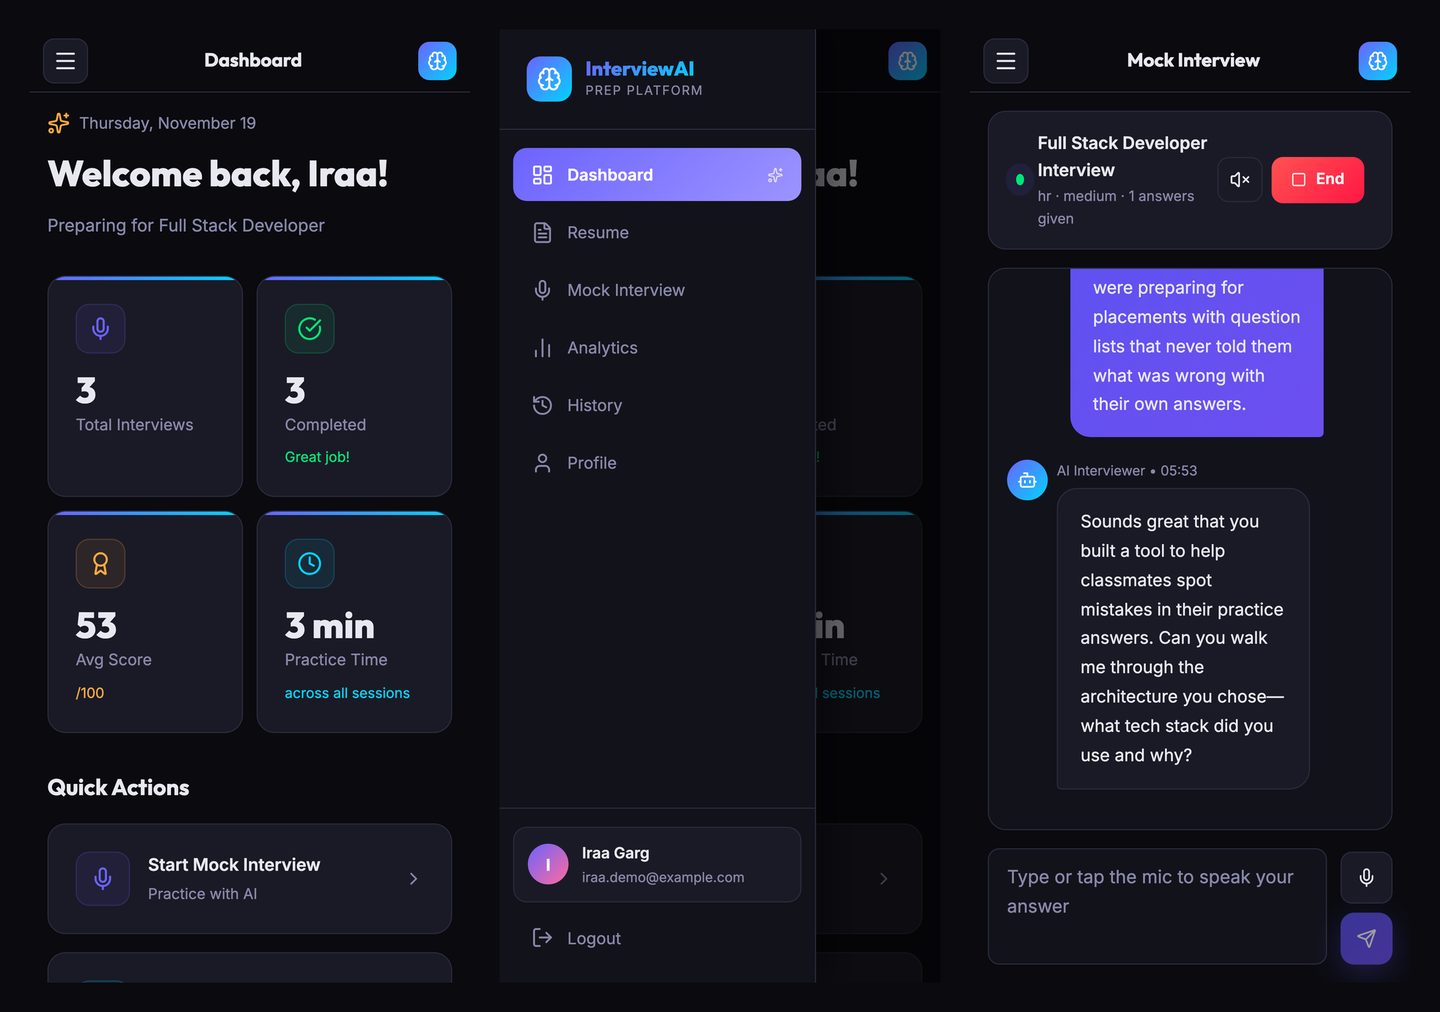 Dashboard
Thursday, November 19
Welcome back, Iraa!
Preparing for Full Stack Developer
3
Total Interviews
3
Completed
Great job!
53
Avg Score
/100
3 min
Practice Time
across all sessions
Quick Actions
Start Mock Interview
Practice with AI
InterviewAI
PREP PLATFORM
Dashboard
Resume
Mock Interview
Analytics
History
Profile
I
Iraa Garg
iraa.demo@example.com
Logout
aa!
ed
!
in
Time
l sessions
Mock Interview
Full Stack Developer
Interview
hr · medium · 1 answers
given
End
were preparing for
placements with question
lists that never told them
what was wrong with
their own answers.
AI Interviewer • 05:53
Sounds great that you
built a tool to help
classmates spot
mistakes in their practice
answers. Can you walk
me through the
architecture you chose—
what tech stack did you
use and why?
Type or tap the mic to speak your
answer